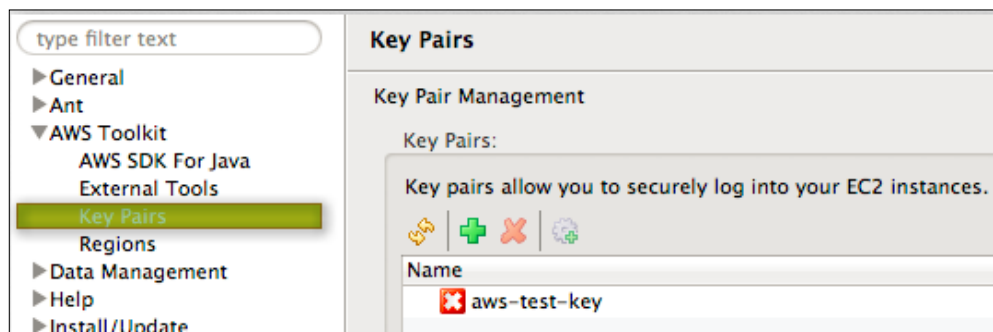 type filter text
General
Ant
AWS Toolkit
AWS SDK For Java
External Tools
Key Pairs
Regions
Data Management
Help
Install/Update
Key Pairs
Key Pair Management
Key Pairs:
Key pairs allow you to securely log into your EC2 instances.
Name
aws-test-key